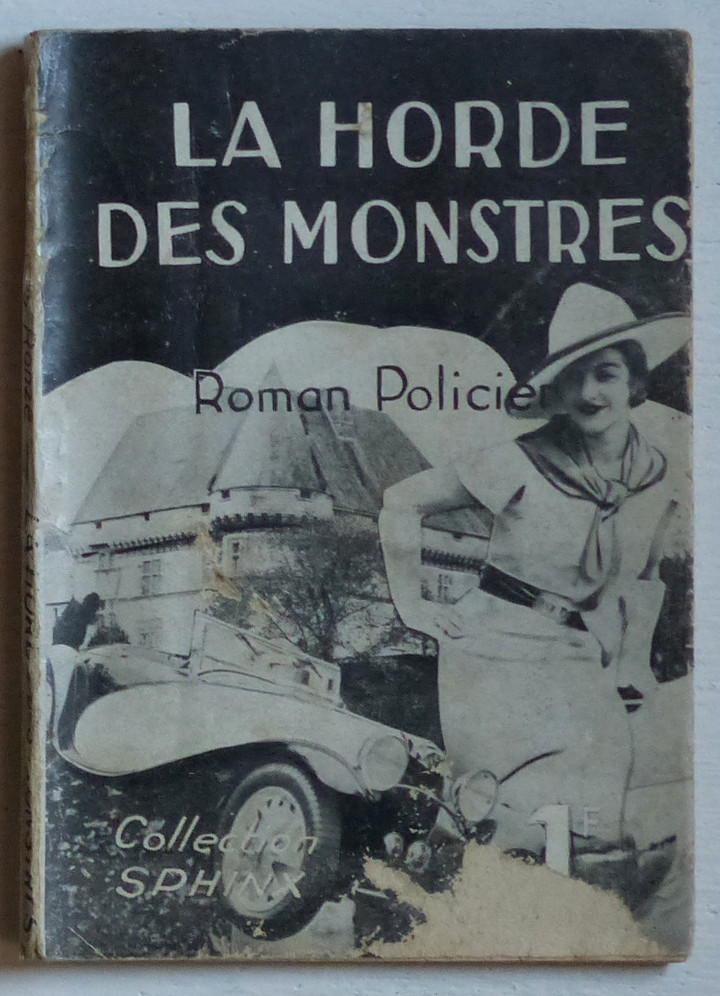 LA HORDE
DES MONSTRES
Roman Policier
Collection
SPHINX
1F